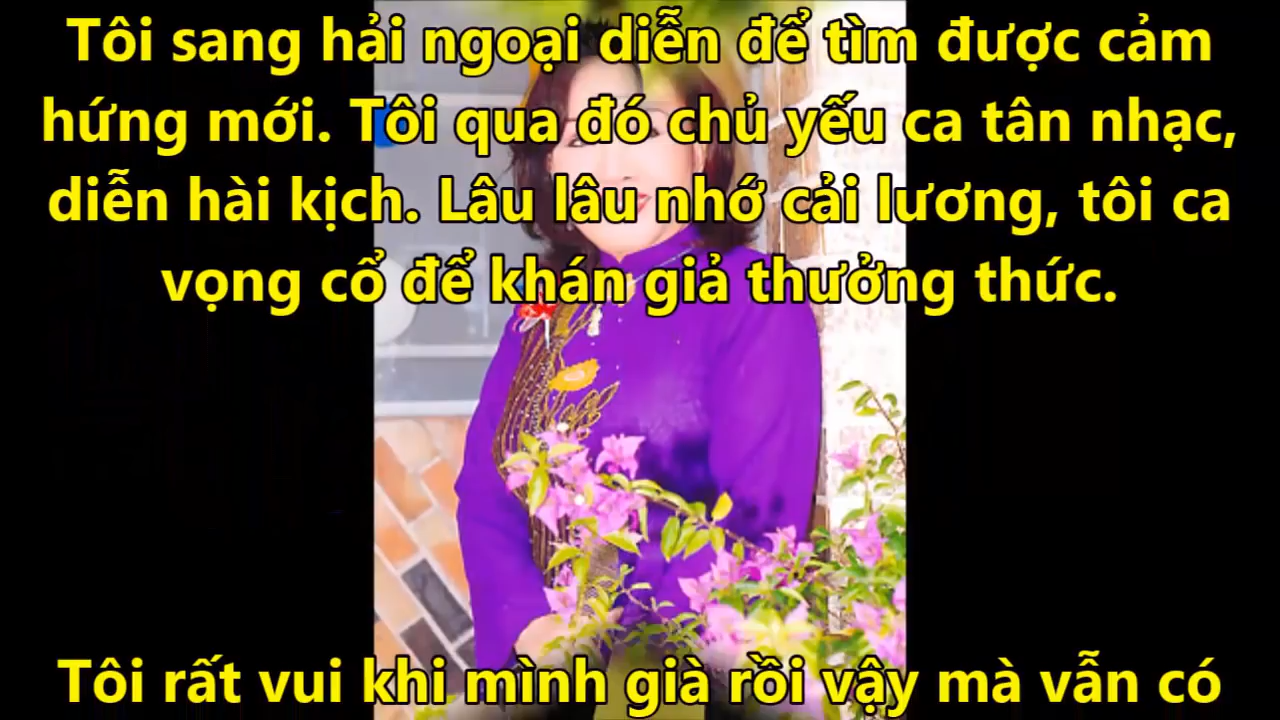 Tôi sang hải ngoại diễn để tìm được cảm
hứng mới. Tôi qua đó chủ yếu ca tân nhạc,
diễn hài kịch. Lâu lâu nhớ cải lương, tôi ca
vọng cổ để khán giả thưởng thức.
Tôi rất vui khi mình già rồi vậy mà vẫn có